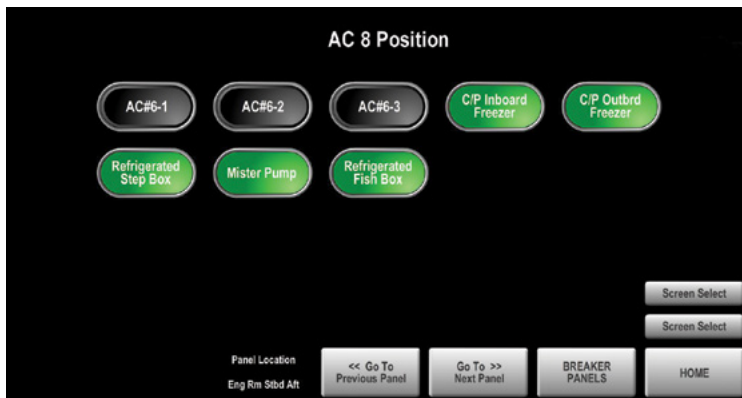 AC 8 Position
AC#6-1
AC#6-2
AC#6-3
C/P Inboard
Freezer
C/P Outbrd
Freezer
Refrigerated
Step Box
Mister Pump
Refrigerated
Fish Box
Screen Select
Screen Select
Panel Location
Eng Rm Stbd Aft
<< Go To
Previous Panel
Go To >>
Next Panel
BREAKER
PANELS
HOME